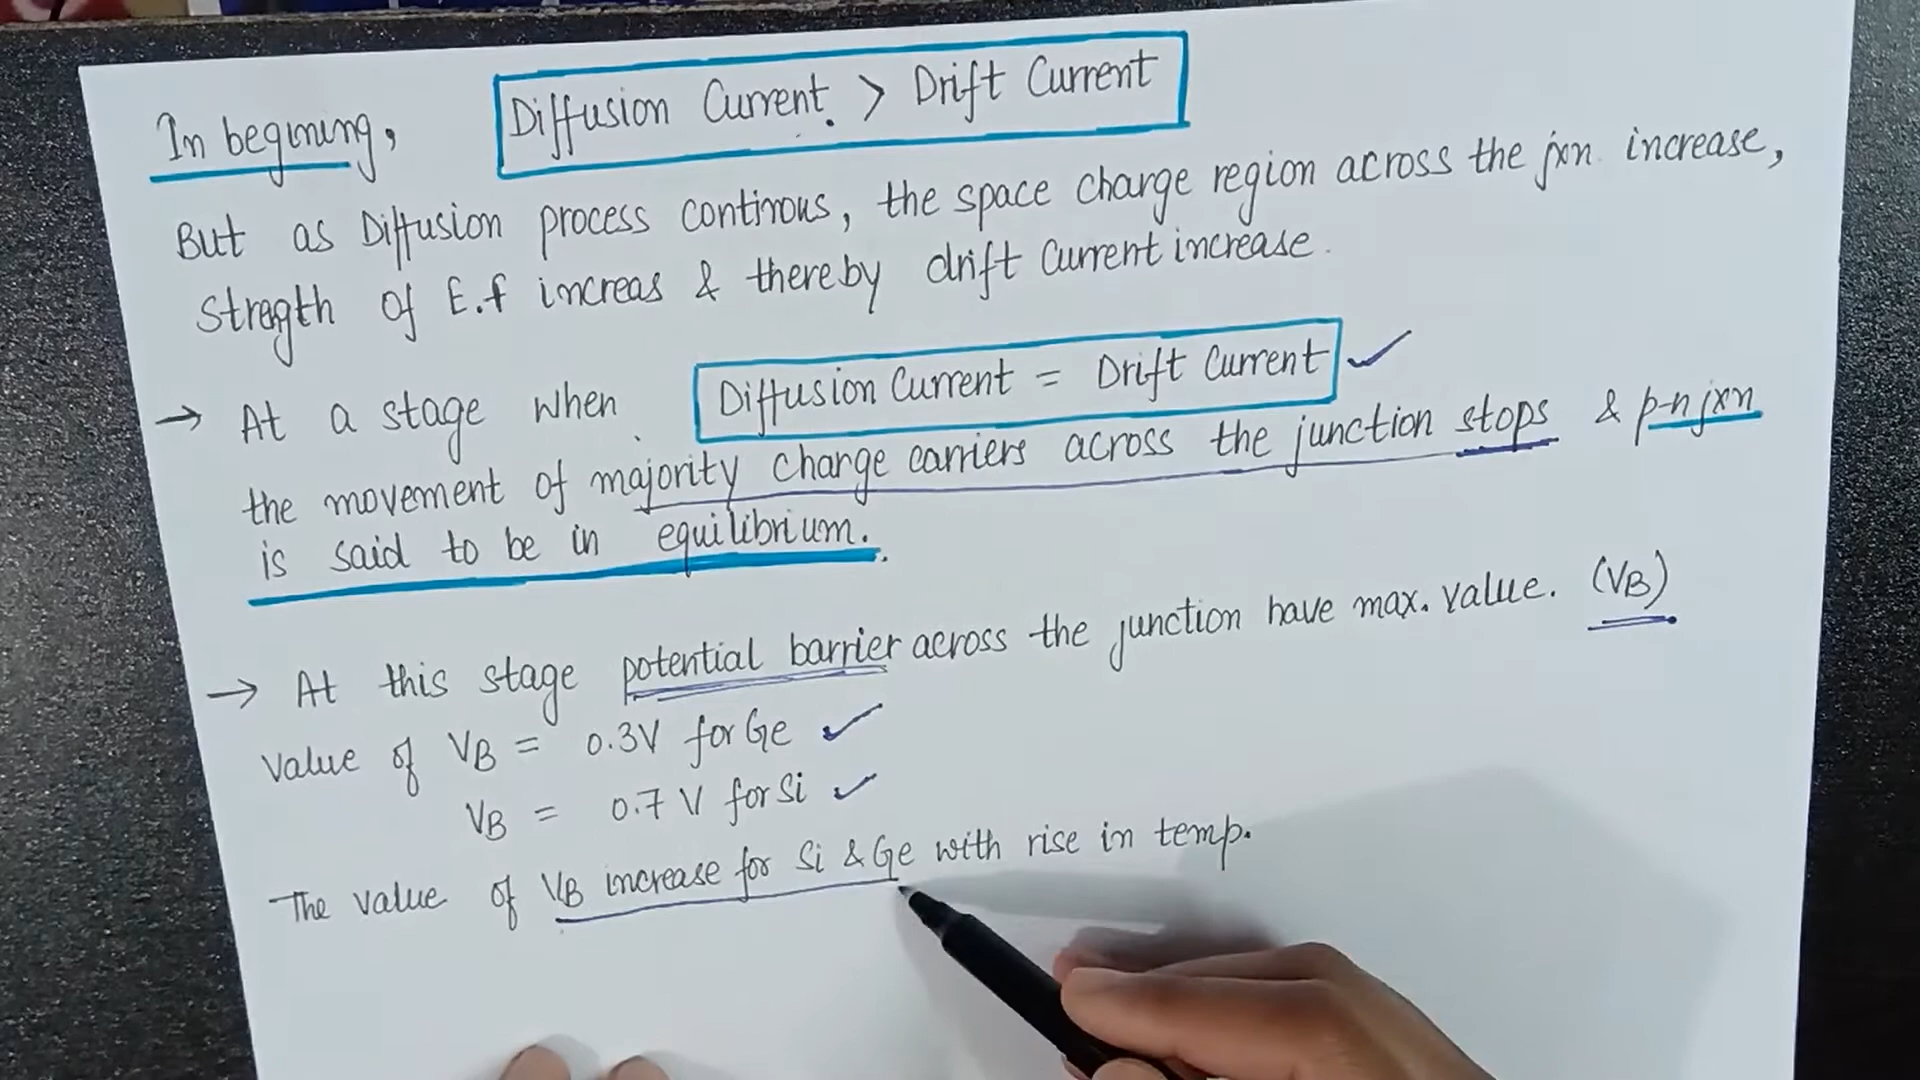 In begining, Diffusion Current > Drift Current
But as Diffusion process continous, the space charge region across the jxn increase,
stregth of E.f increas & thereby drift current increase.
→ At a stage when Diffusion Current = Drift Current ✓
the movement of majority charge carriers across the junction stops & p-n jxn
is said to be in equilibrium.
→ At this stage potential barrier across the junction have max. value. (VB)
Value of VB = 0.3V for Ge ✓
VB = 0.7 V for Si ✓
The value of VB increase for Si & Ge with rise in temp.